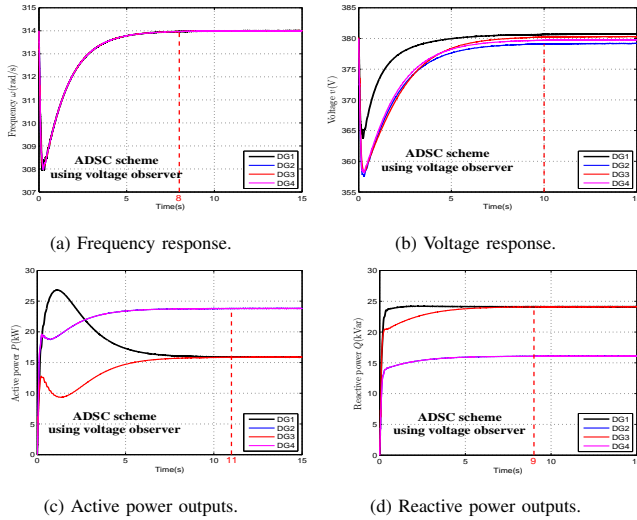 315
314
313
312
311
310
309
308
307
Frequency ω(rad/s)
ADSC scheme
using voltage observer
DG1
DG2
DG3
DG4
0
5
8
10
15
Time(s)
(a) Frequency response.
385
380
375
370
365
360
355
Voltage v(V)
ADSC scheme
using voltage observer
DG1
DG2
DG3
DG4
0
5
10
15
Time(s)
(b) Voltage response.
30
25
20
15
10
5
0
Active power P(kW)
ADSC scheme
using voltage observer
DG1
DG2
DG3
DG4
0
5
10
11
15
Time(s)
(c) Active power outputs.
30
25
20
15
10
5
0
Reactive power Q(kVar)
ADSC scheme
using voltage observer
DG1
DG2
DG3
DG4
0
5
9
10
15
Time(s)
(d) Reactive power outputs.